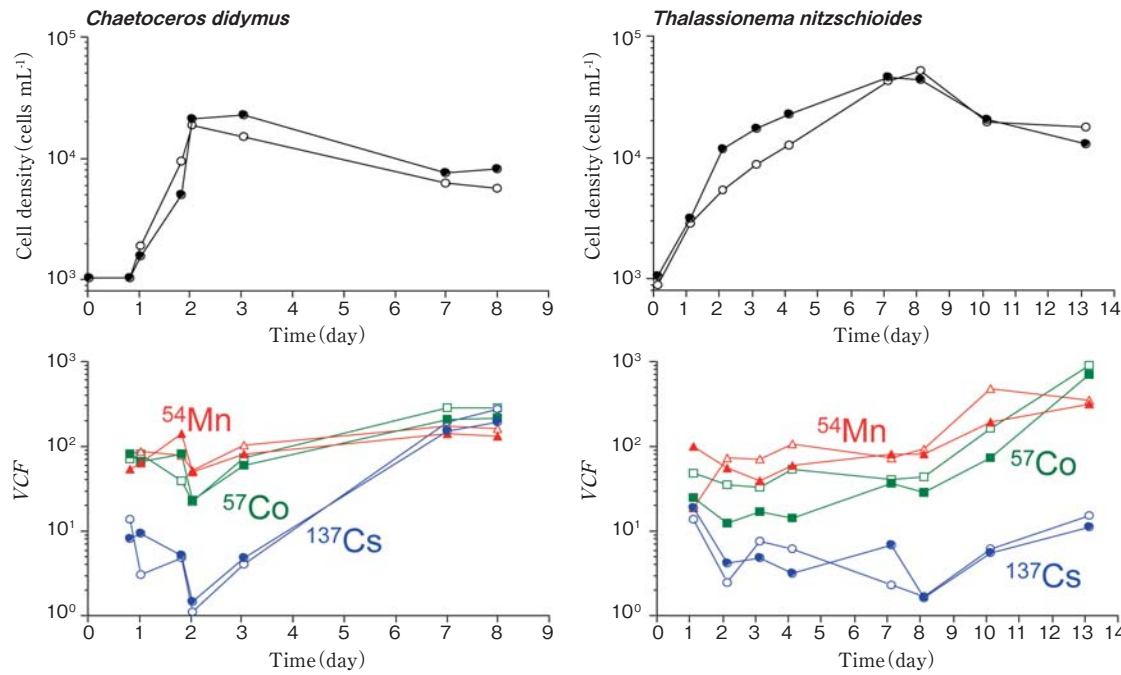 Chaetoceros didymus
Thalassionema nitzschioides
Cell density (cells mL⁻¹)
10⁵
10⁴
10³
0 1 2 3 4 5 6 7 8 9
Time (day)
Cell density (cells mL⁻¹)
10⁵
10⁴
10³
0 1 2 3 4 5 6 7 8 9 10 11 12 13 14
Time (day)
VCF
10³
10²
10¹
10⁰
⁵⁴Mn
⁵⁷Co
¹³⁷Cs
0 1 2 3 4 5 6 7 8 9
Time (day)
VCF
10³
10²
10¹
10⁰
⁵⁴Mn
⁵⁷Co
¹³⁷Cs
0 1 2 3 4 5 6 7 8 9 10 11 12 13 14
Time (day)